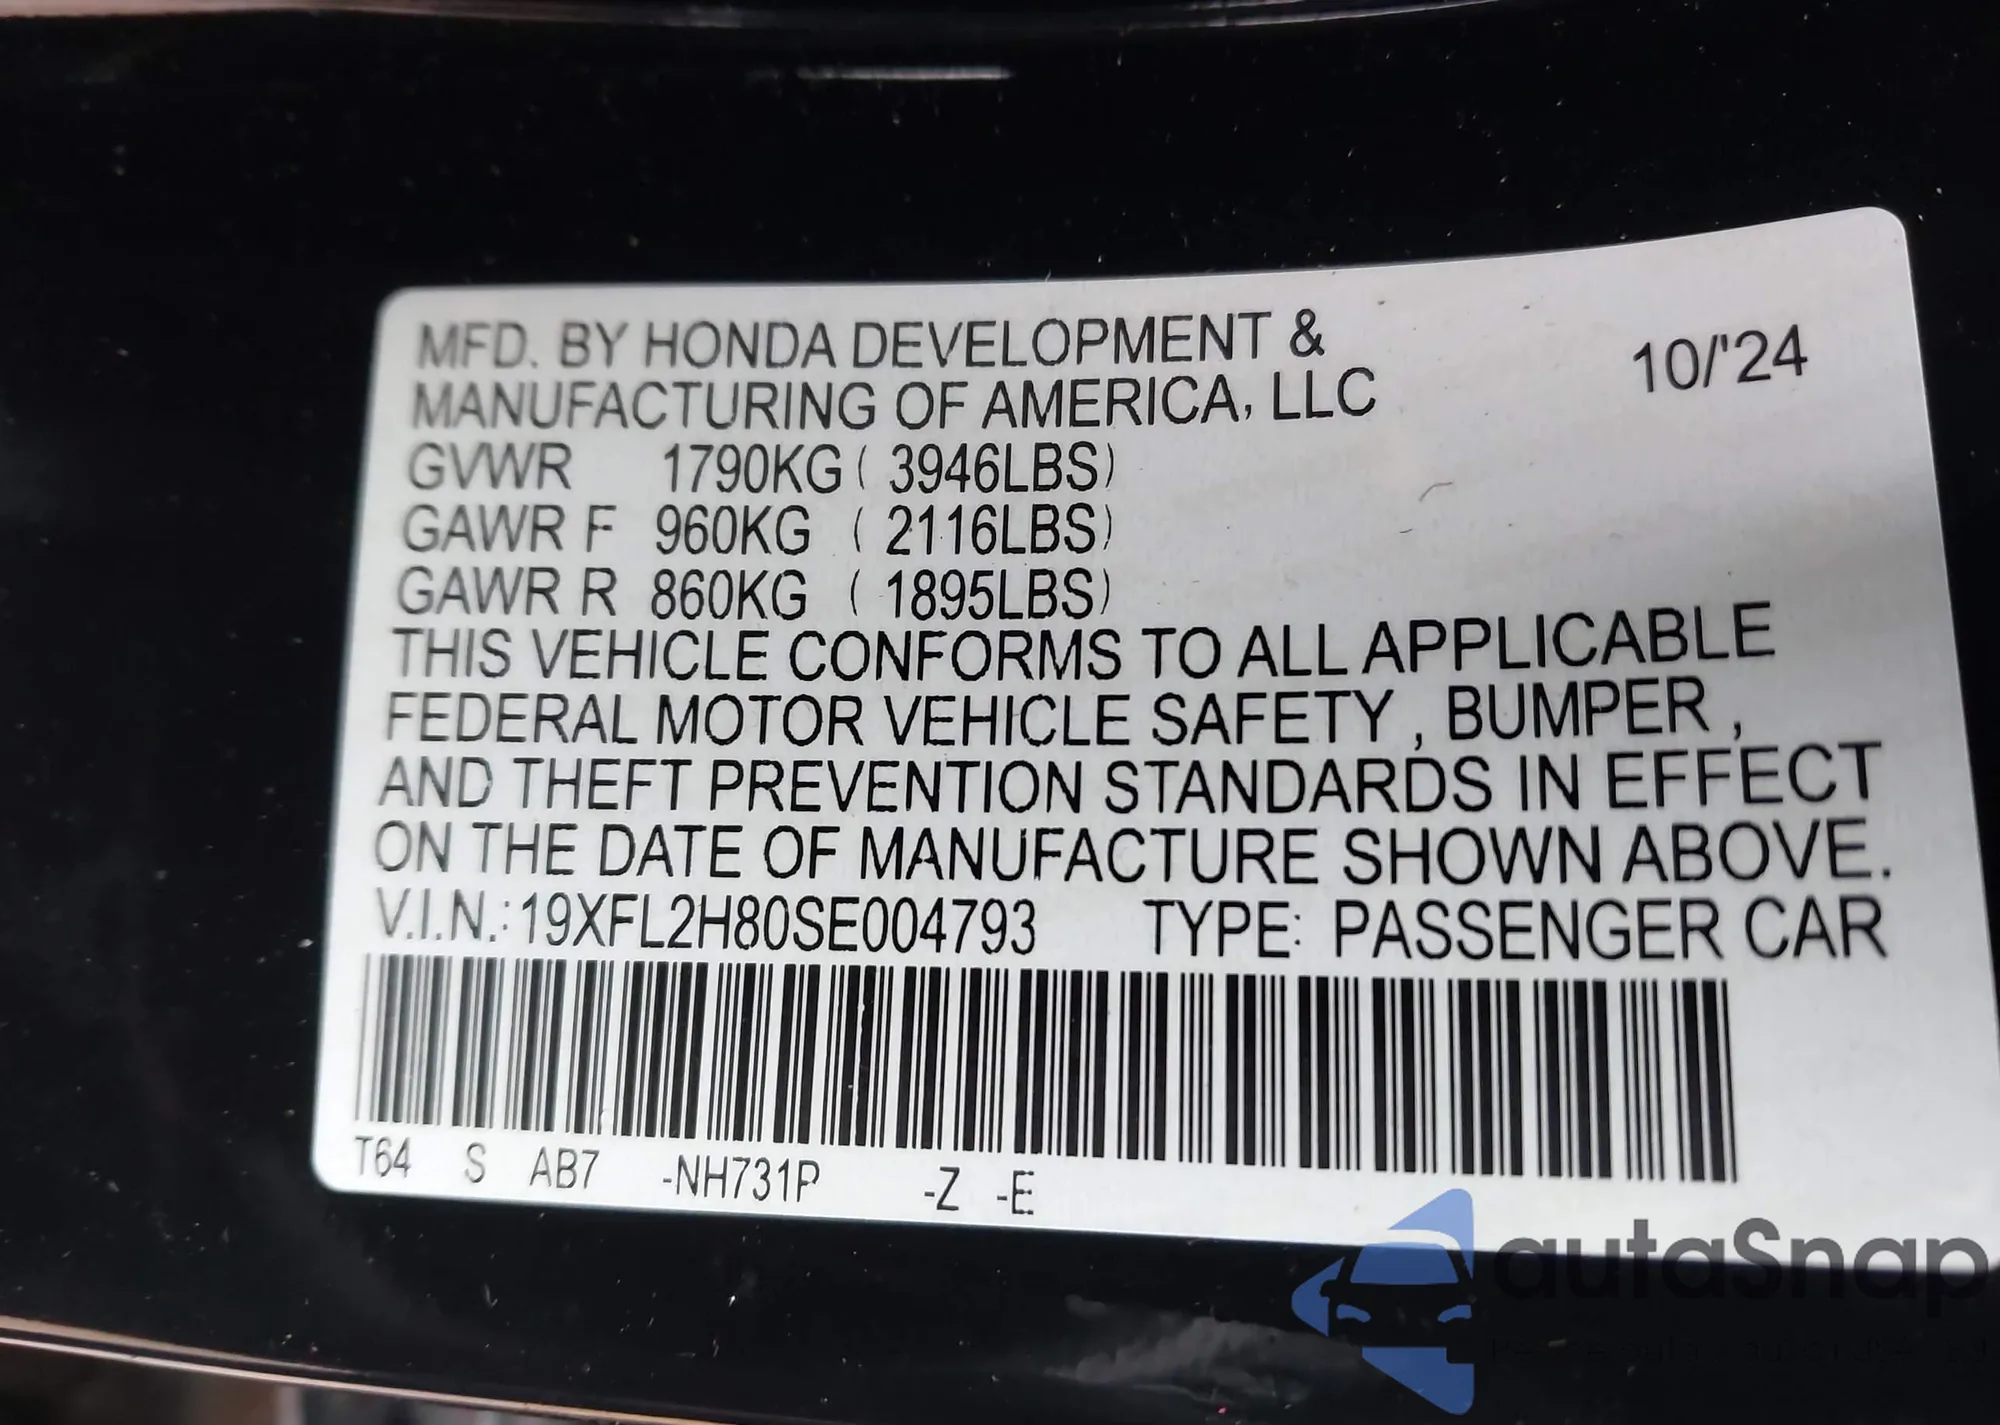 MFD. BY HONDA DEVELOPMENT &
MANUFACTURING OF AMERICA, LLC
10/'24
GVWR 1790KG ( 3946LBS)
GAWR F 960KG ( 2116LBS)
GAWR R 860KG ( 1895LBS)
THIS VEHICLE CONFORMS TO ALL APPLICABLE
FEDERAL MOTOR VEHICLE SAFETY , BUMPER ,
AND THEFT PREVENTION STANDARDS IN EFFECT
ON THE DATE OF MANUFACTURE SHOWN ABOVE.
V.I.N.: 19XFL2H80SE004793 TYPE: PASSENGER CAR
T64 S AB7 -NH731P -Z -E
autaSnap